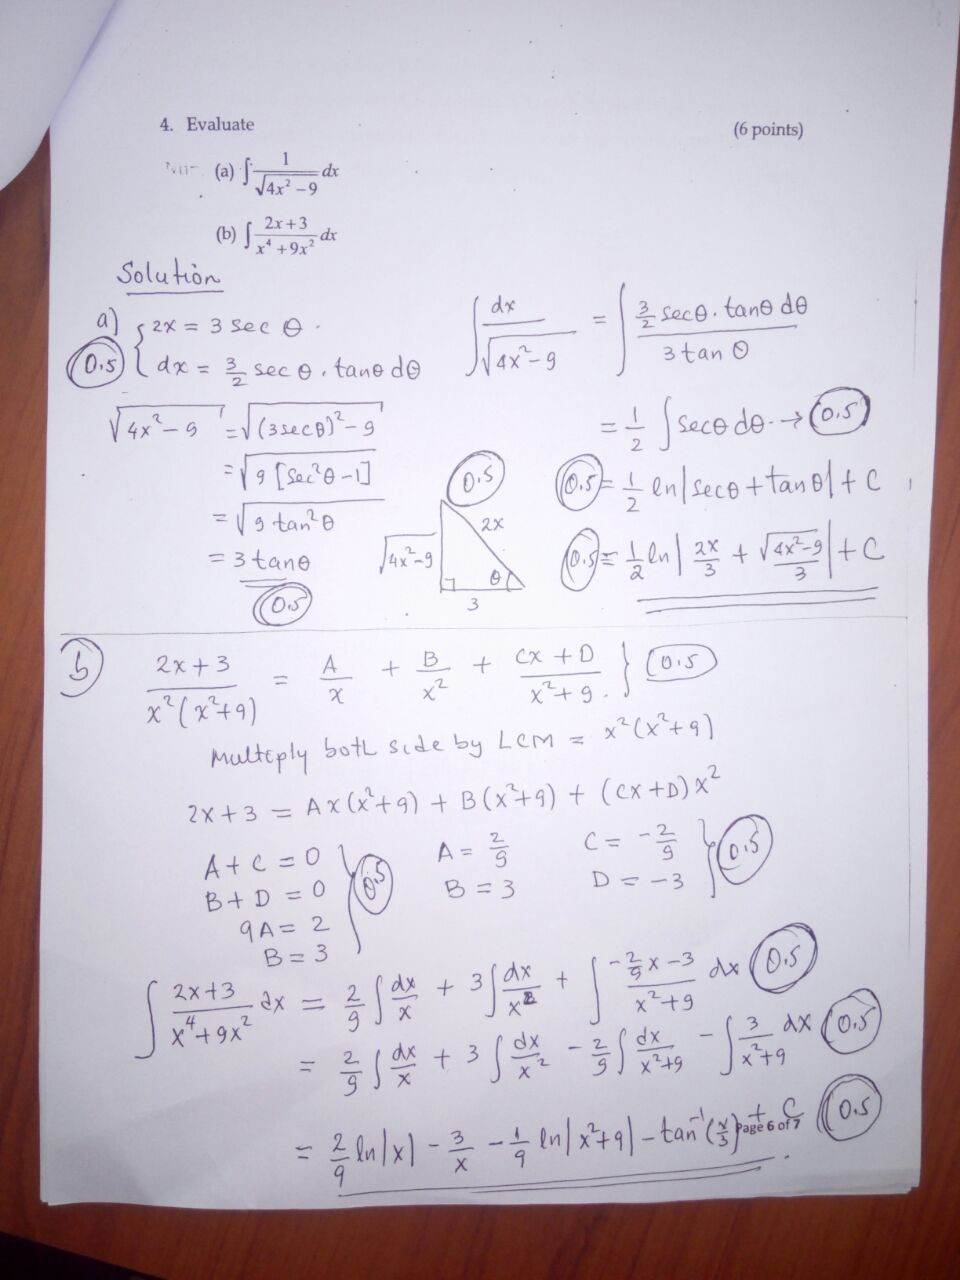 4. Evaluate (6 points)
(a) ∫ 1/√(4x² − 9) dx
(b) ∫ (2x+3)/(x⁴ + 9x²) dx
Solution
a)
0.5
2x = 3 sec θ.
dx = 3/2 sec θ . tanθ dθ
√(4x² − 9) = √((3secθ)² − 9)
= √(9 [Sec²θ − 1])
= √(9 tan²θ)
= 3 tanθ
0.5
0.5
√(4x²−9)
2x
θ
3
∫ dx/√(4x²−9) = ∫ (3/2 secθ. tanθ dθ)/(3 tan θ)
= 1/2 ∫ Secθ dθ. → 0.5
0.5 = 1/2 ln|secθ + tanθ| + C
0.5 = 1/2 ln| 2x/3 + √(4x²−9)/3 | + C
b
(2x+3)/(x²(x²+9)) = A/x + B/x² + (Cx + D)/(x²+9.) } 0.5
Multiply both side by LCM = x²(x²+9)
2x+3 = Ax(x²+9) + B(x²+9) + (Cx+D)x²
A + C = 0
B + D = 0
9A = 2
B = 3
0.5
A = 2/9 C = −2/9
B = 3 D = −3
0.5
∫ (2x+3)/(x⁴+9x²) dx = 2/9 ∫ dx/x + 3 ∫ dx/x² + ∫ (−2/9 x −3)/(x²+9) dx 0.5
= 2/9 ∫ dx/x + 3 ∫ dx/x² − 2/9 ∫ dx/(x²+9) − ∫ 3/(x²+9) dx 0.5
= 2/9 ln|x| − 3/x − 1/9 ln|x²+9| − tan⁻¹(x/3) + C 0.5
Page 6 of 7